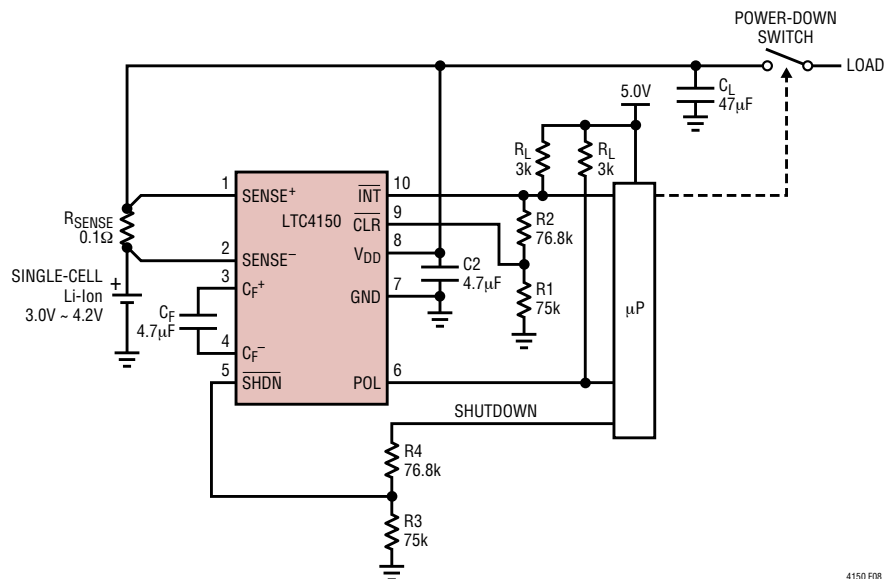 POWER-DOWN
SWITCH
LOAD
5.0V
C_L
47µF
R_L
3k
R_L
3k
1
SENSE⁺
INT
10
LTC4150
CLR
9
R2
76.8k
R_SENSE
0.1Ω
2
SENSE⁻
V_DD
8
C2
4.7µF
SINGLE-CELL
Li-Ion
3.0V ~ 4.2V
+
3
C_F⁺
GND
7
R1
75k
µP
C_F
4.7µF
4
C_F⁻
5
SHDN
POL
6
SHUTDOWN
R4
76.8k
R3
75k
4150 F08